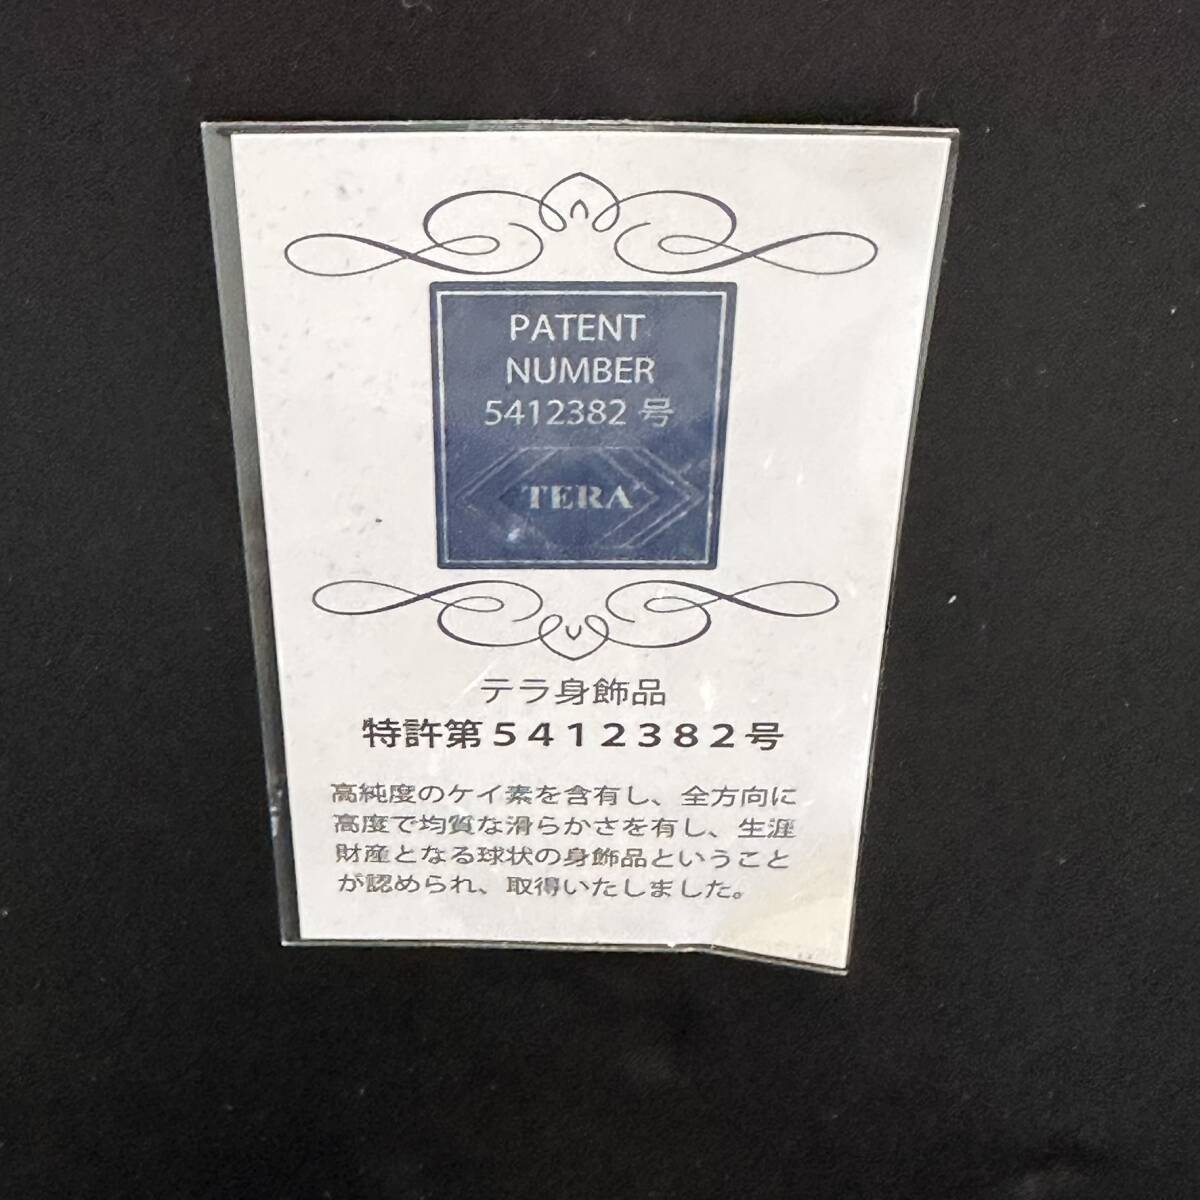 PATENT
NUMBER
5412382 号
TERA
テラ身飾品
特許第５４１２３８２号
高純度のケイ素を含有し、全方向に
高度で均質な滑らかさを有し、生涯
財産となる球状の身飾品ということ
が認められ、取得いたしました。